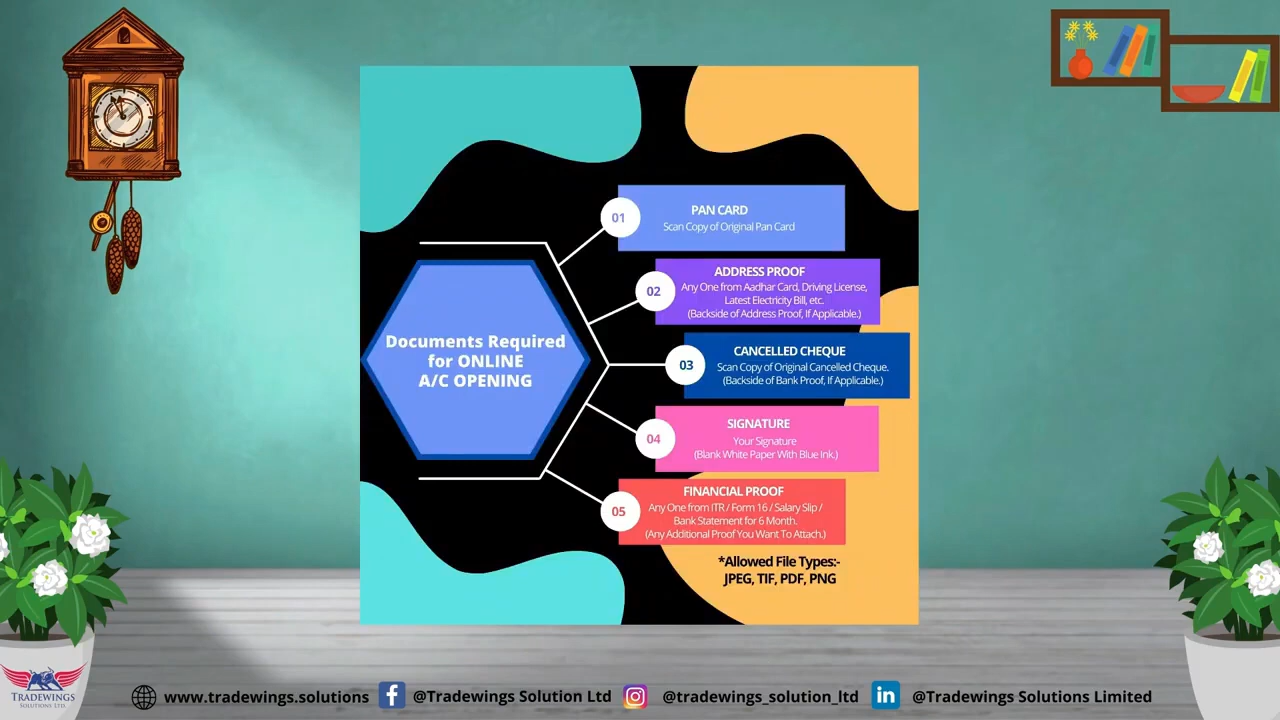 Documents Required
for ONLINE
A/C OPENING
01
PAN CARD
Scan Copy of Original Pan Card
02
ADDRESS PROOF
Any One from Aadhar Card, Driving License,
Latest Electricity Bill, etc.
(Backside of Address Proof, If Applicable.)
03
CANCELLED CHEQUE
Scan Copy of Original Cancelled Cheque.
(Backside of Bank Proof, If Applicable.)
04
SIGNATURE
Your Signature
(Blank White Paper With Blue Ink.)
05
FINANCIAL PROOF
Any One from ITR / Form 16 / Salary Slip /
Bank Statement for 6 Month.
(Any Additional Proof You Want To Attach.)
*Allowed File Types:-
JPEG, TIF, PDF, PNG
TRADEWINGS
SOLUTIONS LTD.
www.tradewings.solutions
@Tradewings Solution Ltd
@tradewings_solution_ltd
@Tradewings Solutions Limited